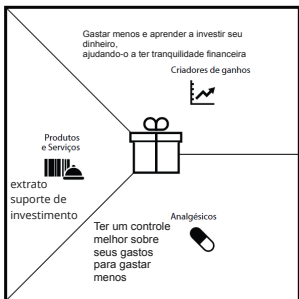 Gastar menos e aprender a investir seu
dinheiro,
ajudando-o a ter tranquilidade financeira
Criadores de ganhos
Produtos
e Serviços
extrato
suporte de
investimento
Analgésicos
Ter um controle
melhor sobre
seus gastos
para gastar
menos